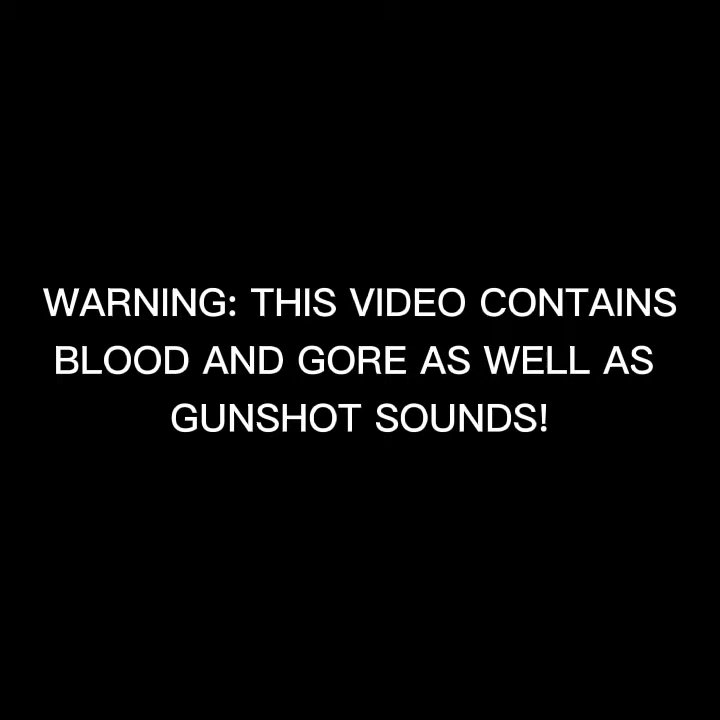 WARNING: THIS VIDEO CONTAINS
BLOOD AND GORE AS WELL AS
GUNSHOT SOUNDS!